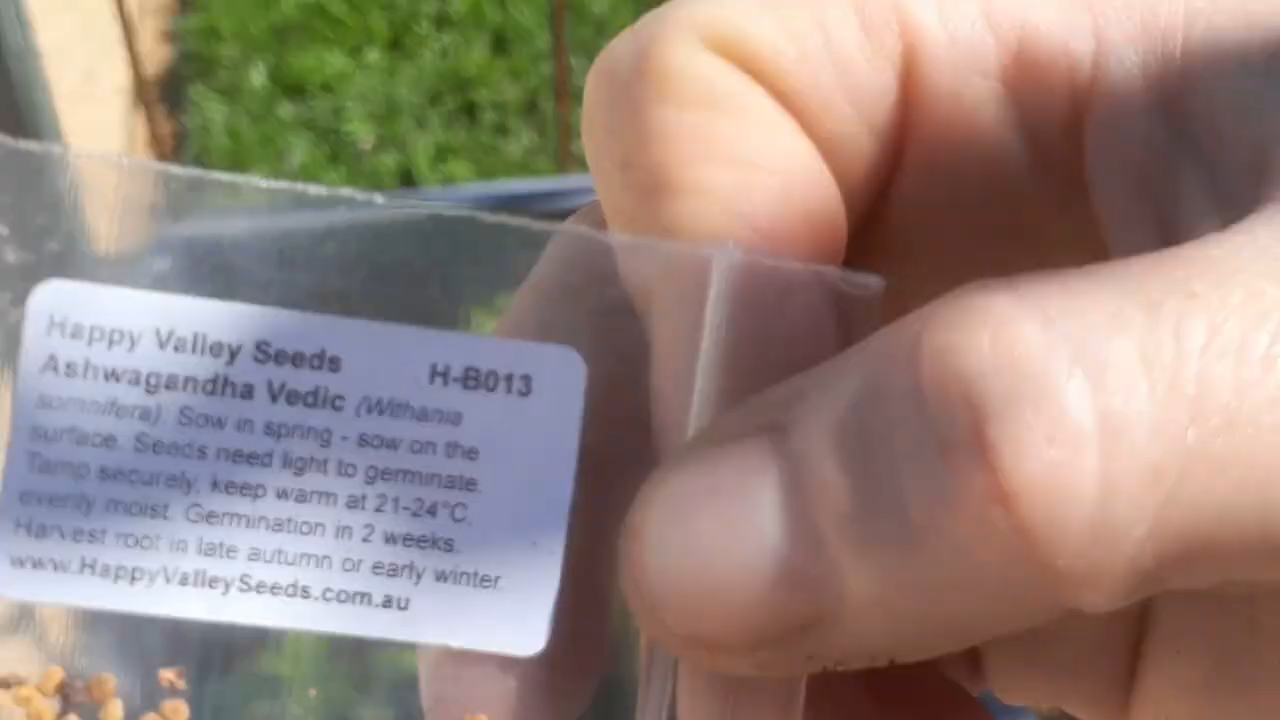 Happy Valley Seeds H-B013
Ashwagandha Vedic (Withania
somnifera). Sow in spring - sow on the
surface. Seeds need light to germinate.
Tamp securely, keep warm at 21-24°C,
evenly moist. Germination in 2 weeks.
Harvest root in late autumn or early winter.
www.HappyValleySeeds.com.au